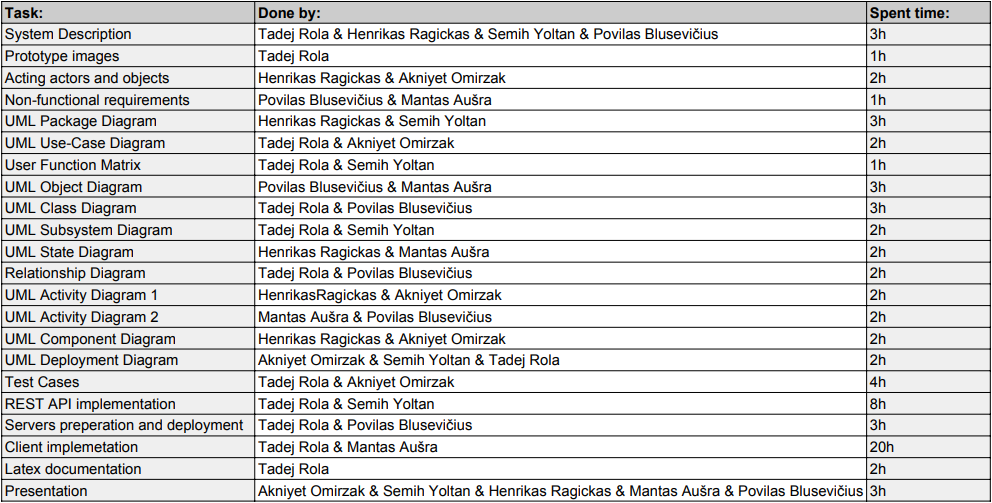 Task: Done by: Spent time:
System Description Tadej Rola & Henrikas Ragickas & Semih Yoltan & Povilas Blusevičius 3h
Prototype images Tadej Rola 1h
Acting actors and objects Henrikas Ragickas & Akniyet Omirzak 2h
Non-functional requirements Povilas Blusevičius & Mantas Aušra 1h
UML Package Diagram Henrikas Ragickas & Semih Yoltan 3h
UML Use-Case Diagram Tadej Rola & Akniyet Omirzak 2h
User Function Matrix Tadej Rola & Semih Yoltan 1h
UML Object Diagram Povilas Blusevičius & Mantas Aušra 3h
UML Class Diagram Tadej Rola & Povilas Blusevičius 3h
UML Subsystem Diagram Tadej Rola & Semih Yoltan 2h
UML State Diagram Henrikas Ragickas & Mantas Aušra 2h
Relationship Diagram Tadej Rola & Povilas Blusevičius 2h
UML Activity Diagram 1 HenrikasRagickas & Akniyet Omirzak 2h
UML Activity Diagram 2 Mantas Aušra & Povilas Blusevičius 2h
UML Component Diagram Henrikas Ragickas & Akniyet Omirzak 2h
UML Deployment Diagram Akniyet Omirzak & Semih Yoltan & Tadej Rola 2h
Test Cases Tadej Rola & Akniyet Omirzak 4h
REST API implementation Tadej Rola & Semih Yoltan 8h
Servers preperation and deployment Tadej Rola & Povilas Blusevičius 3h
Client implemetation Tadej Rola & Mantas Aušra 20h
Latex documentation Tadej Rola 2h
Presentation Akniyet Omirzak & Semih Yoltan & Henrikas Ragickas & Mantas Aušra & Povilas Blusevičius 3h